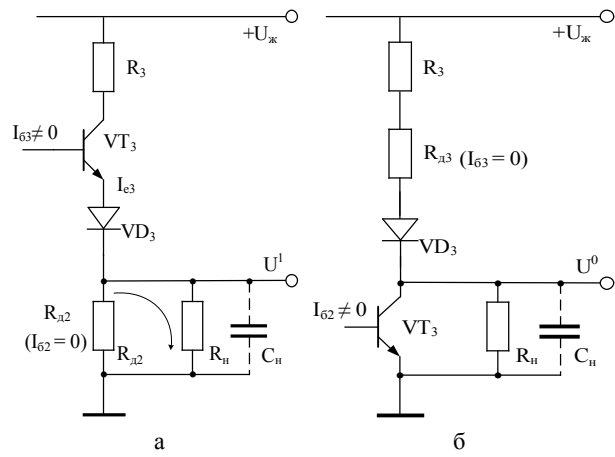 +Uж
R3
Iб3≠ 0
VT3
Iе3
VD3
U1
Rд2
(Iб2 = 0)
Rд2
Rн
Cн
а
+Uж
R3
Rд3 (Iб3 = 0)
VD3
U0
Iб2 ≠ 0
VT3
Rн
Cн
б